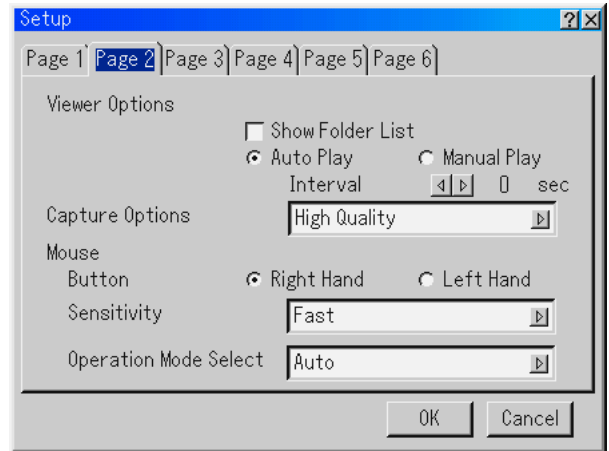 Setup
Page 1 Page 2 Page 3 Page 4 Page 5 Page 6
Viewer Options
Show Folder List
Auto Play Manual Play
Interval 0 sec
Capture Options High Quality
Mouse
Button Right Hand Left Hand
Sensitivity Fast
Operation Mode Select Auto
OK Cancel